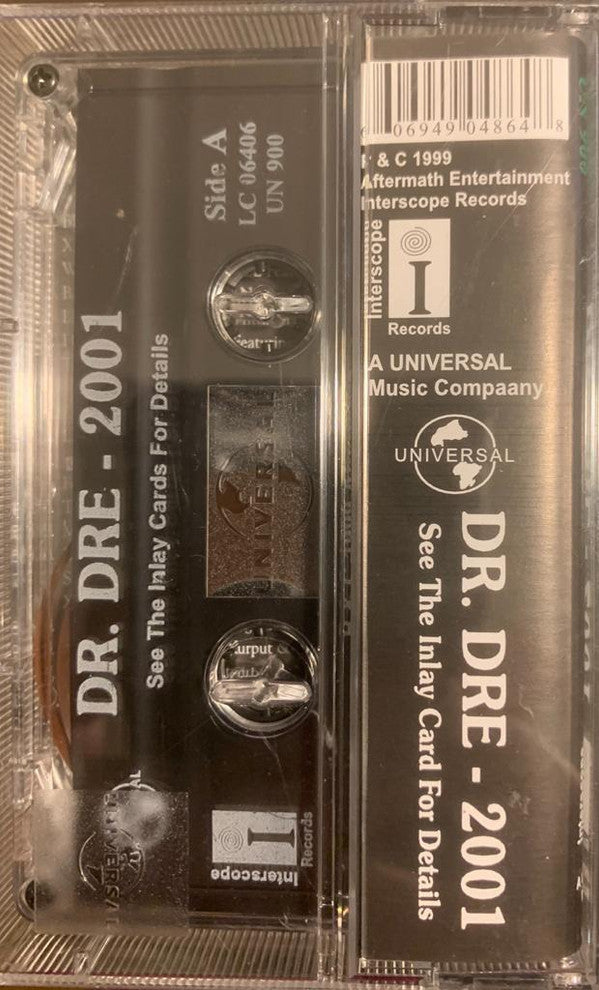 Side A
LC 06406
UN 900
DR. DRE - 2001
See The Inlay Cards For Details
UNIVERSAL
Interscope
Records
UNIVERSAL
06949 04864 8
& C 1999
Aftermath Entertainment
Interscope Records
Interscope
Records
A UNIVERSAL
Music Compaany
UNIVERSAL
DR. DRE - 2001
See The Inlay Card For Details